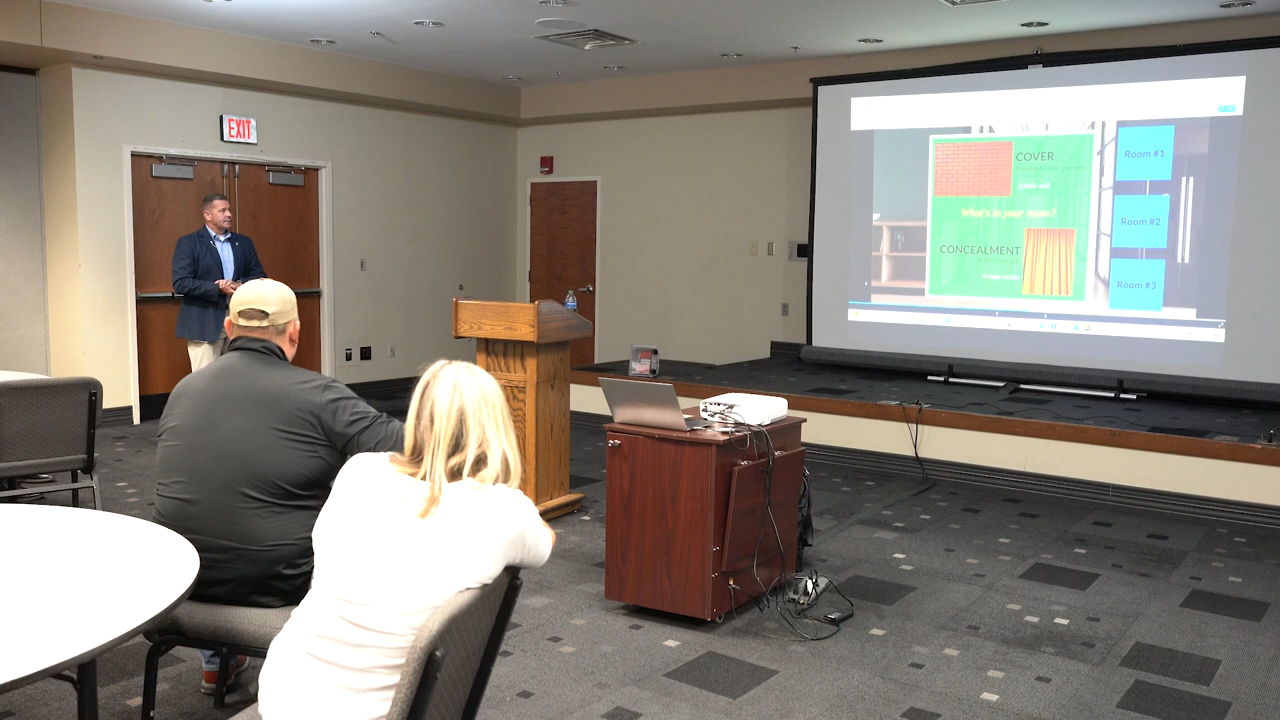 EXIT
COVER
What's in your room?
CONCEALMENT
Room #1
Room #2
Room #3